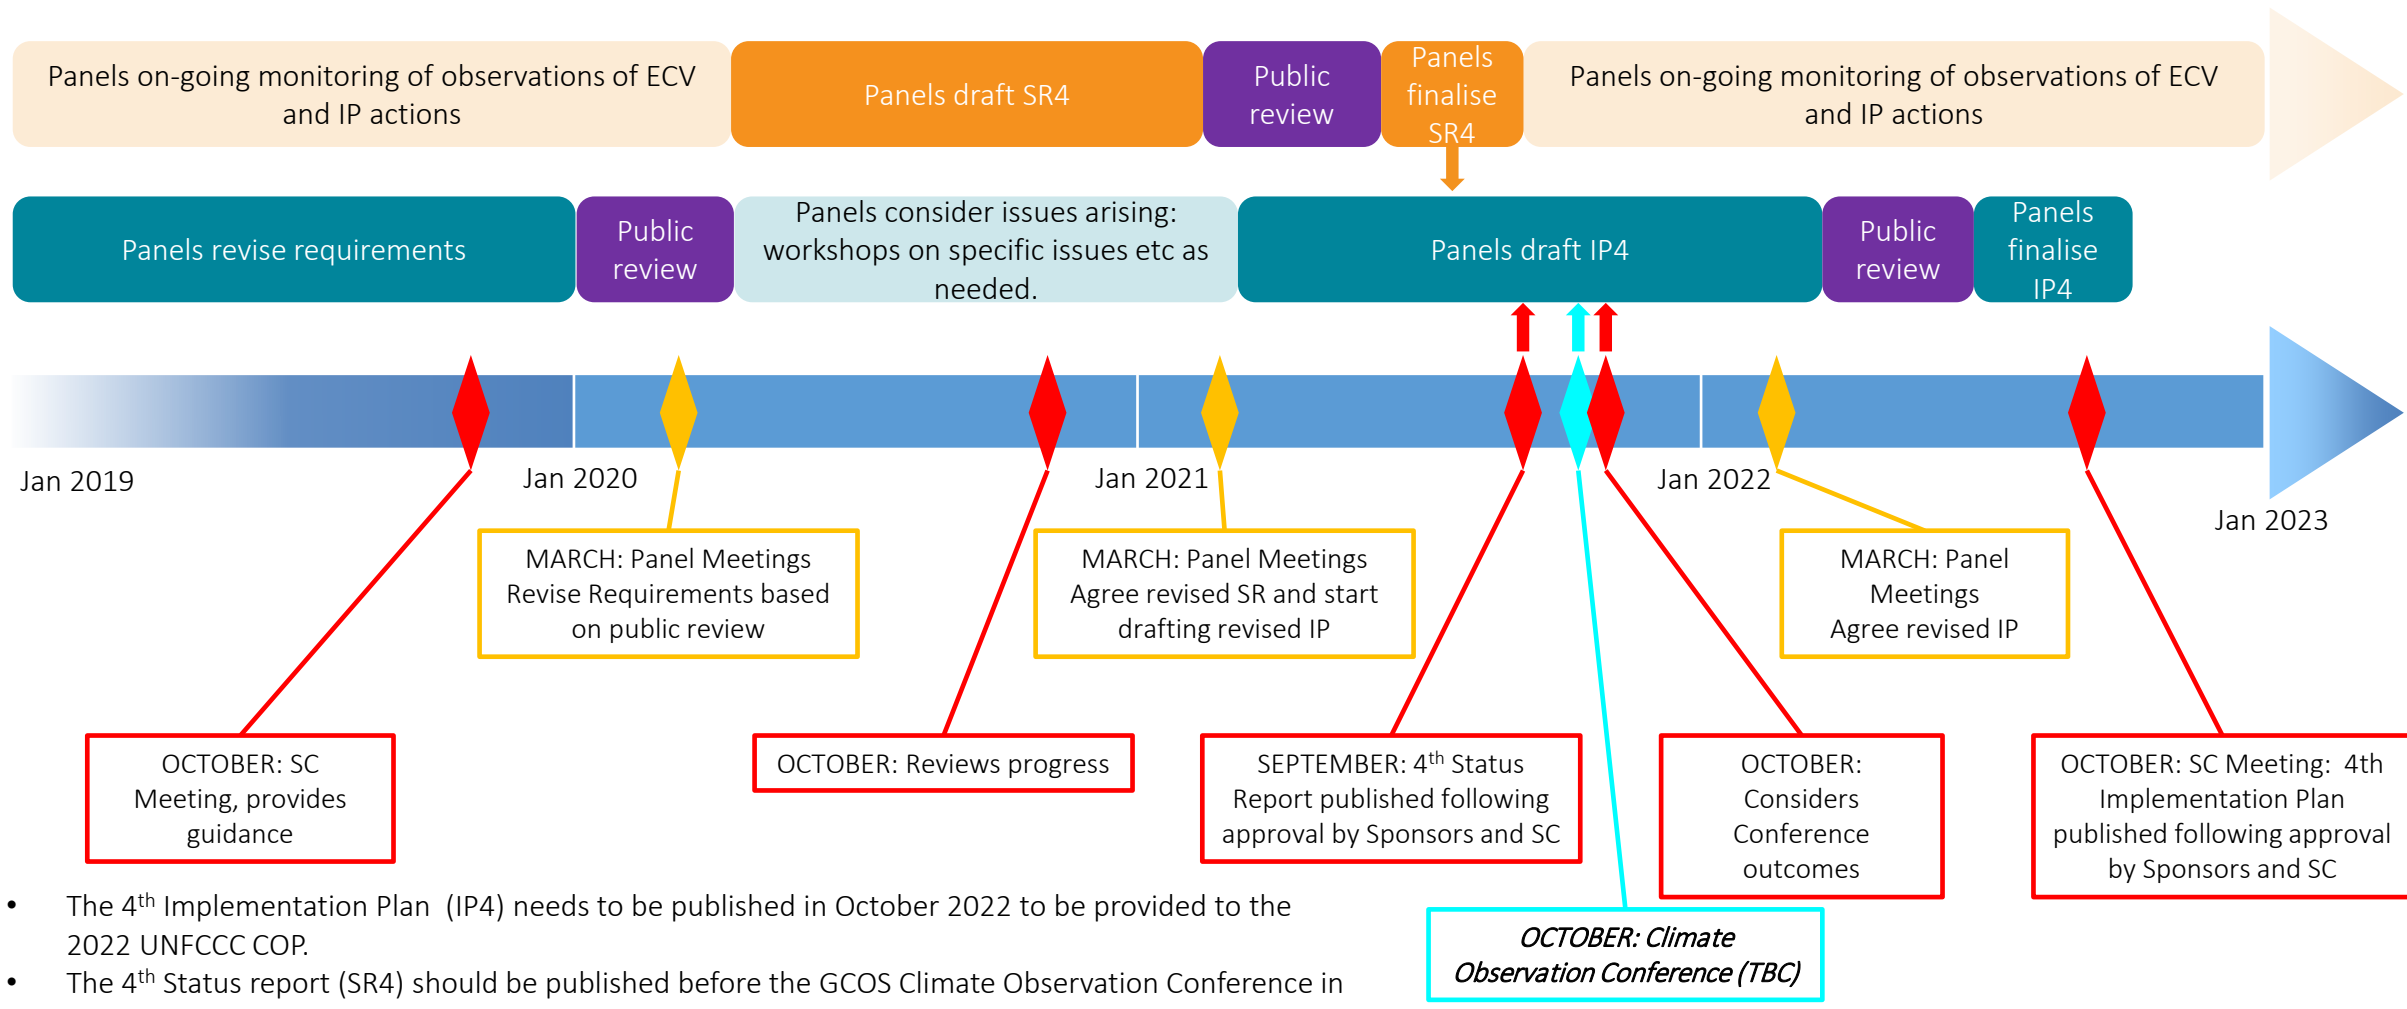 Panels on-going monitoring of observations of ECV
and IP actions
Panels draft SR4
Public
review
Panels
finalise
SR4
Panels on-going monitoring of observations of ECV
and IP actions
Panels revise requirements
Public
review
Panels consider issues arising:
workshops on specific issues etc as
needed.
Panels draft IP4
Public
review
Panels
finalise
IP4
Jan 2019
Jan 2020
Jan 2021
Jan 2022
Jan 2023
MARCH: Panel Meetings
Revise Requirements based
on public review
MARCH: Panel Meetings
Agree revised SR and start
drafting revised IP
MARCH: Panel
Meetings
Agree revised IP
OCTOBER: SC
Meeting, provides
guidance
OCTOBER: Reviews progress
SEPTEMBER: 4th Status
Report published following
approval by Sponsors and SC
OCTOBER:
Considers
Conference
outcomes
OCTOBER: SC Meeting: 4th
Implementation Plan
published following approval
by Sponsors and SC
OCTOBER: Climate
Observation Conference (TBC)
• The 4th Implementation Plan (IP4) needs to be published in October 2022 to be provided to the
2022 UNFCCC COP.
• The 4th Status report (SR4) should be published before the GCOS Climate Observation Conference in